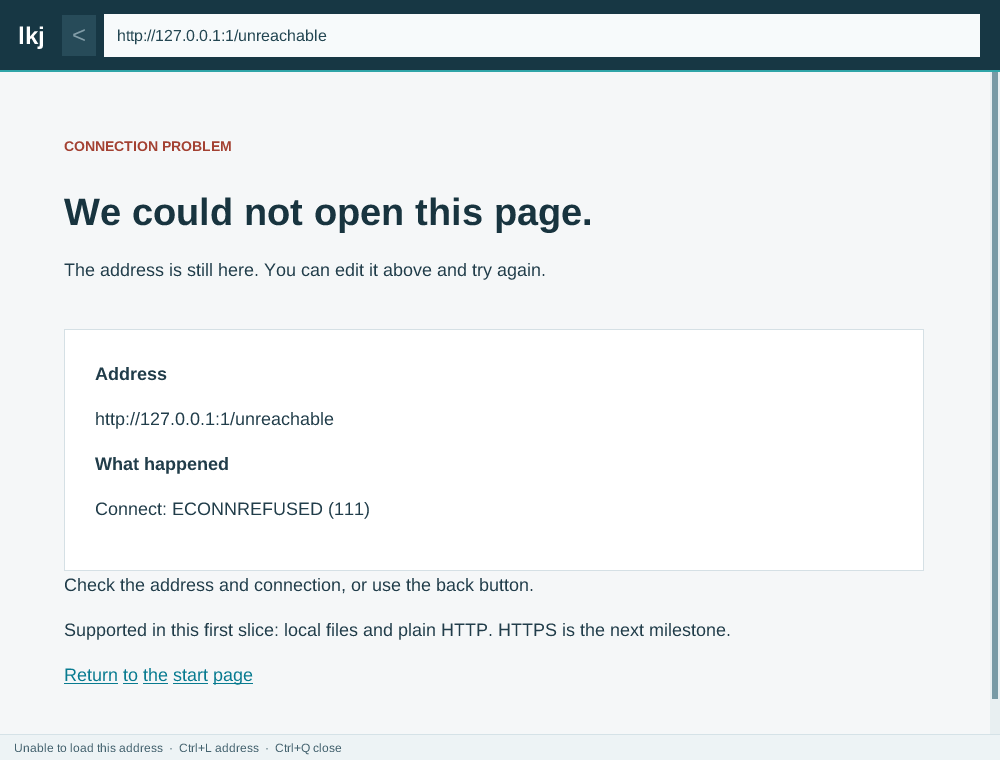 lkj < http://127.0.0.1:1/unreachable
CONNECTION PROBLEM
We could not open this page.
The address is still here. You can edit it above and try again.
Address
http://127.0.0.1:1/unreachable
What happened
Connect: ECONNREFUSED (111)
Check the address and connection, or use the back button.
Supported in this first slice: local files and plain HTTP. HTTPS is the next milestone.
Return to the start page
Unable to load this address · Ctrl+L address · Ctrl+Q close